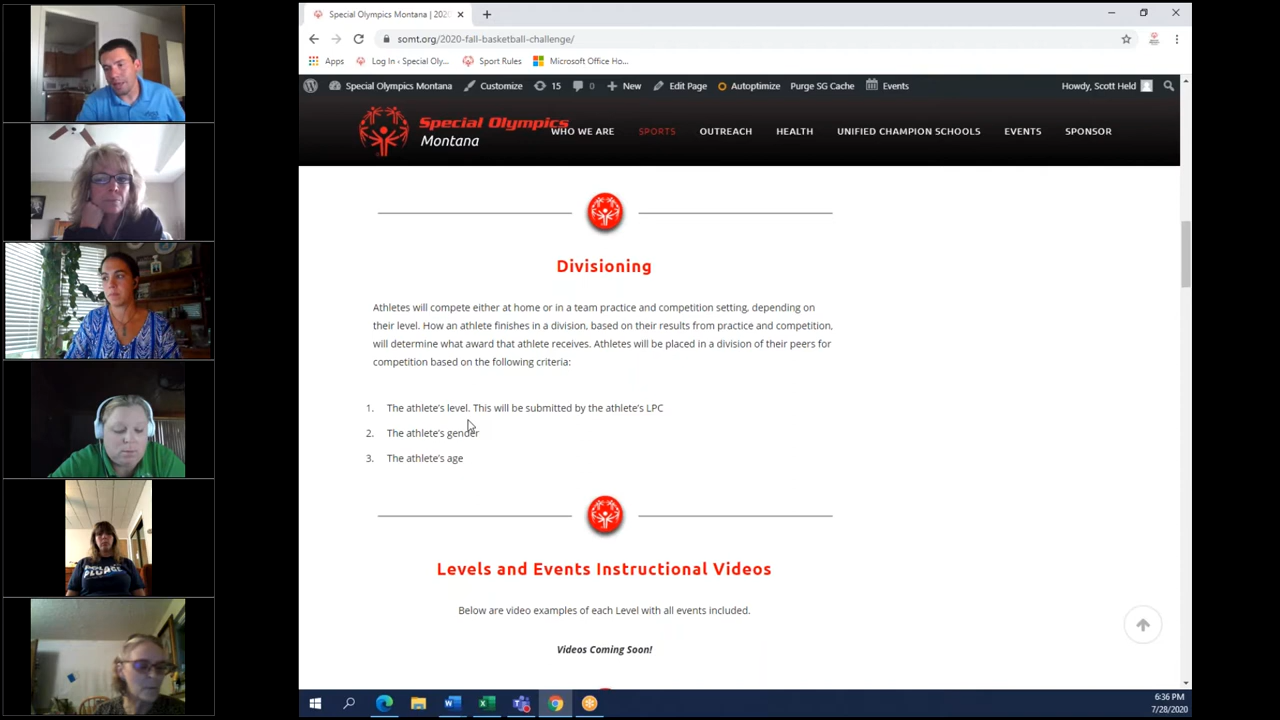 Special Olympics Montana | 2020
somt.org/2020-fall-basketball-challenge/
Apps
Log In ‹ Special Oly...
Sport Rules
Microsoft Office Ho...
Special Olympics Montana
Customize
15
0
New
Edit Page
Autoptimize
Purge SG Cache
Events
Howdy, Scott Held
Special Olympics
Montana
WHO WE ARE
SPORTS
OUTREACH
HEALTH
UNIFIED CHAMPION SCHOOLS
EVENTS
SPONSOR
Divisioning
Athletes will compete either at home or in a team practice and competition setting, depending on
their level. How an athlete finishes in a division, based on their results from practice and competition,
will determine what award that athlete receives. Athletes will be placed in a division of their peers for
competition based on the following criteria:
1. The athlete's level. This will be submitted by the athlete's LPC
2. The athlete's gender
3. The athlete's age
Levels and Events Instructional Videos
Below are video examples of each Level with all events included.
Videos Coming Soon!
6:36 PM
7/28/2020